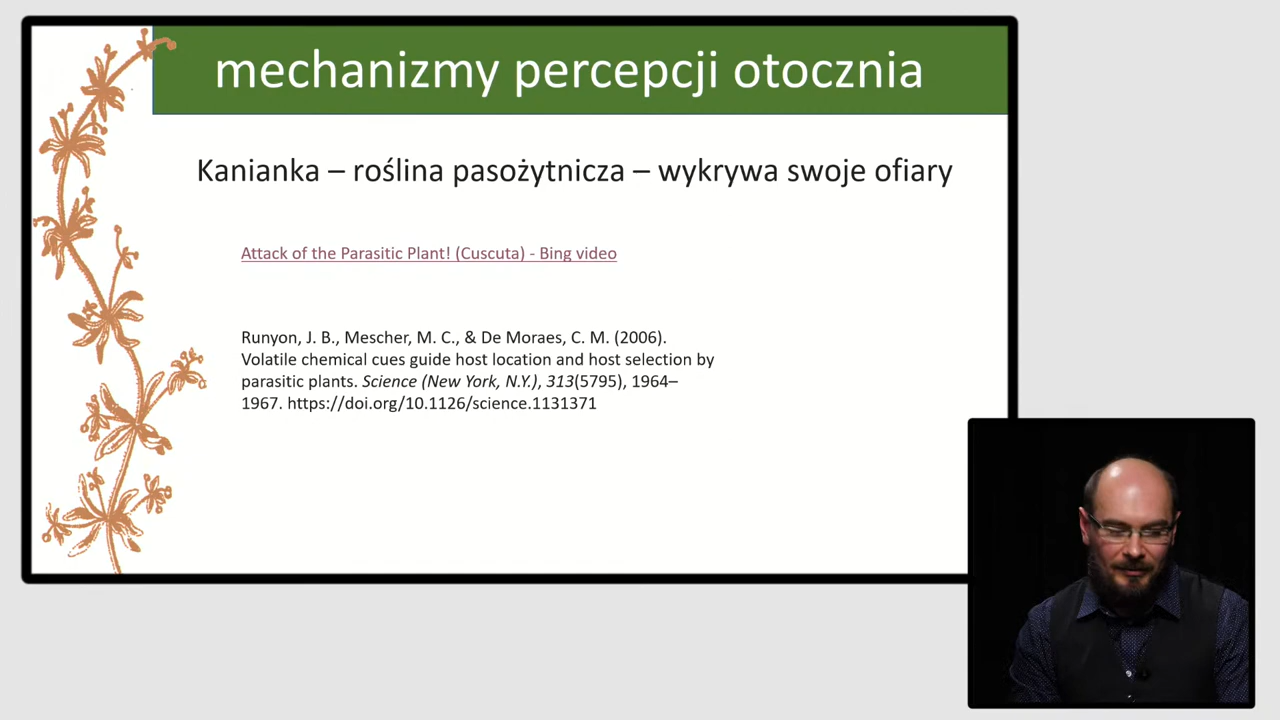 mechanizmy percepcji otocznia
Kanianka – roślina pasożytnicza – wykrywa swoje ofiary
Attack of the Parasitic Plant! (Cuscuta) - Bing video
Runyon, J. B., Mescher, M. C., & De Moraes, C. M. (2006).
Volatile chemical cues guide host location and host selection by
parasitic plants. Science (New York, N.Y.), 313(5795), 1964–
1967. https://doi.org/10.1126/science.1131371